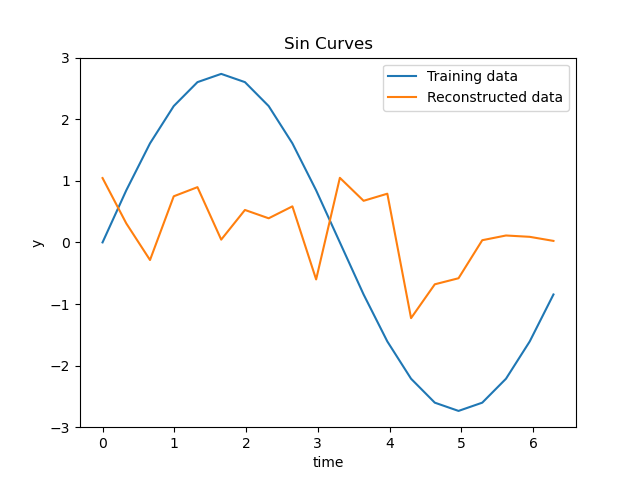 Sin Curves
Training data
Reconstructed data
3
2
1
0
−1
−2
−3
y
0 1 2 3 4 5 6
time